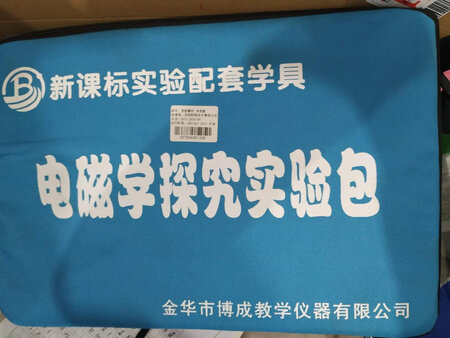 新课标实验配套学具
电磁学探究实验包
金华市博成教学仪器有限公司